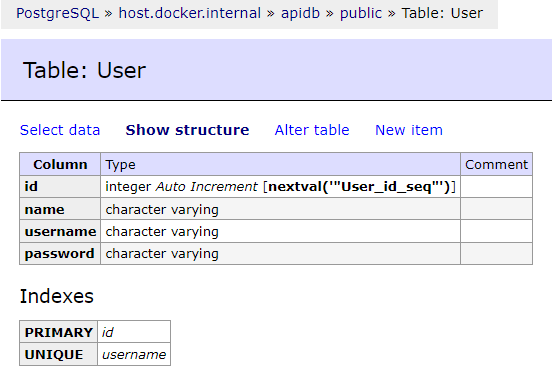 PostgreSQL » host.docker.internal » apidb » public » Table: User
Table: User
Select data Show structure Alter table New item
Column Type Comment
id integer Auto Increment [nextval('"User_id_seq"')]
name character varying
username character varying
password character varying
Indexes
PRIMARY id
UNIQUE username